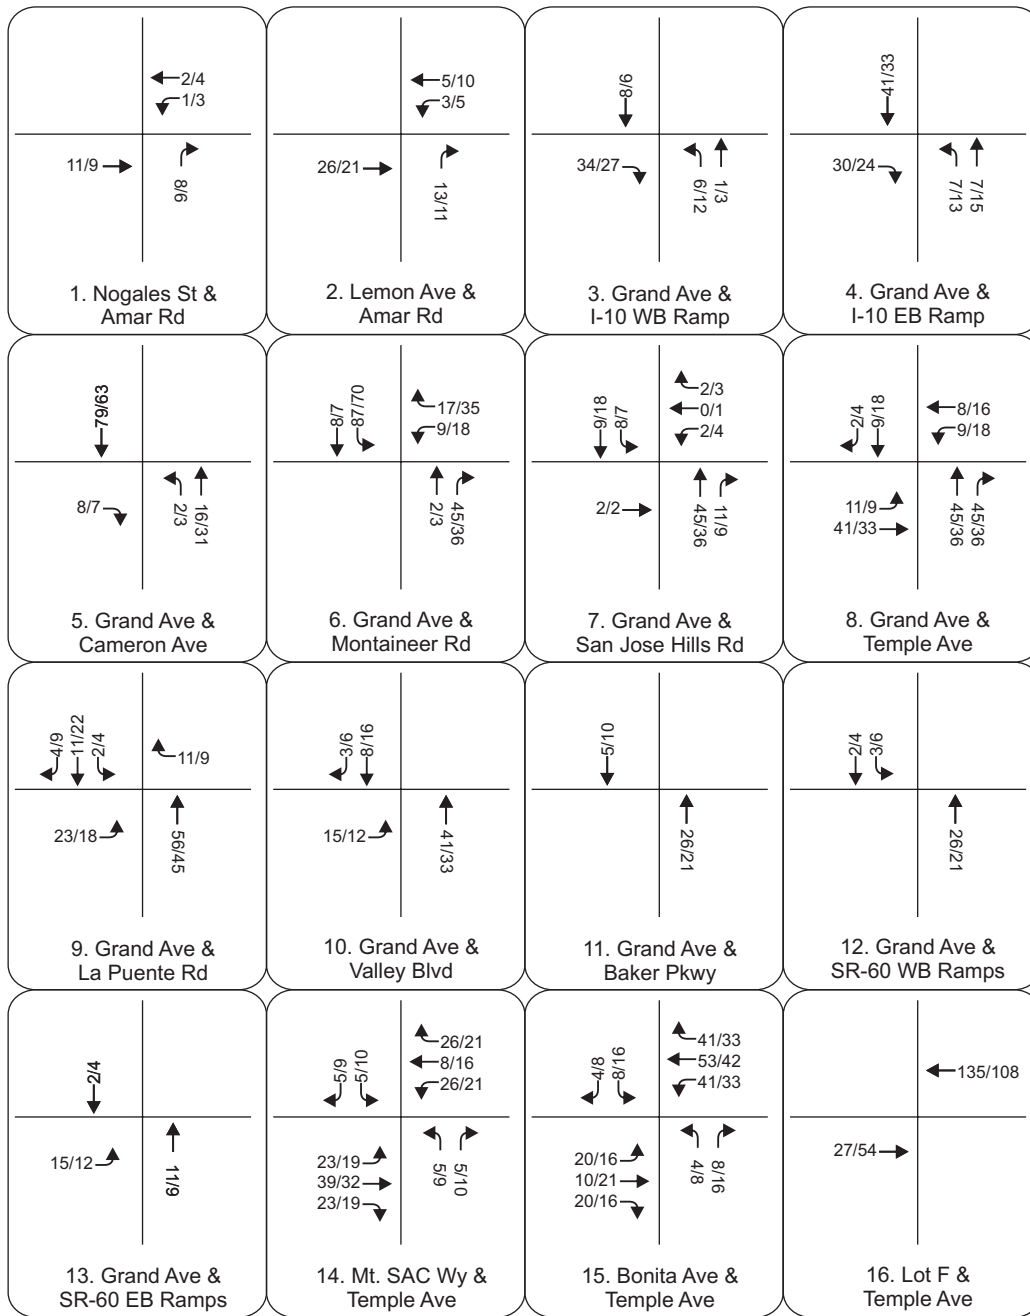 2/4
1/3
11/9
8/6
1. Nogales St &
Amar Rd
5/10
3/5
26/21
13/11
2. Lemon Ave &
Amar Rd
8/6
34/27
6/12
1/3
3. Grand Ave &
I-10 WB Ramp
41/33
30/24
7/13
7/15
4. Grand Ave &
I-10 EB Ramp
79/63
8/7
2/3
16/31
5. Grand Ave &
Cameron Ave
8/7
87/70
17/35
9/18
2/3
45/36
6. Grand Ave &
Montaineer Rd
9/18
8/7
2/3
0/1
2/4
2/2
45/36
11/9
7. Grand Ave &
San Jose Hills Rd
2/4
9/18
8/16
9/18
11/9
41/33
45/36
45/36
8. Grand Ave &
Temple Ave
4/9
11/22
2/4
11/9
23/18
56/45
9. Grand Ave &
La Puente Rd
3/6
8/16
15/12
41/33
10. Grand Ave &
Valley Blvd
5/10
26/21
11. Grand Ave &
Baker Pkwy
2/4
3/6
26/21
12. Grand Ave &
SR-60 WB Ramps
2/4
15/12
11/9
13. Grand Ave &
SR-60 EB Ramps
5/9
5/10
26/21
8/16
26/21
23/19
39/32
23/19
5/9
5/10
14. Mt. SAC Wy &
Temple Ave
4/8
8/16
41/33
53/42
41/33
20/16
10/21
20/16
4/8
8/16
15. Bonita Ave &
Temple Ave
135/108
27/54
16. Lot F &
Temple Ave